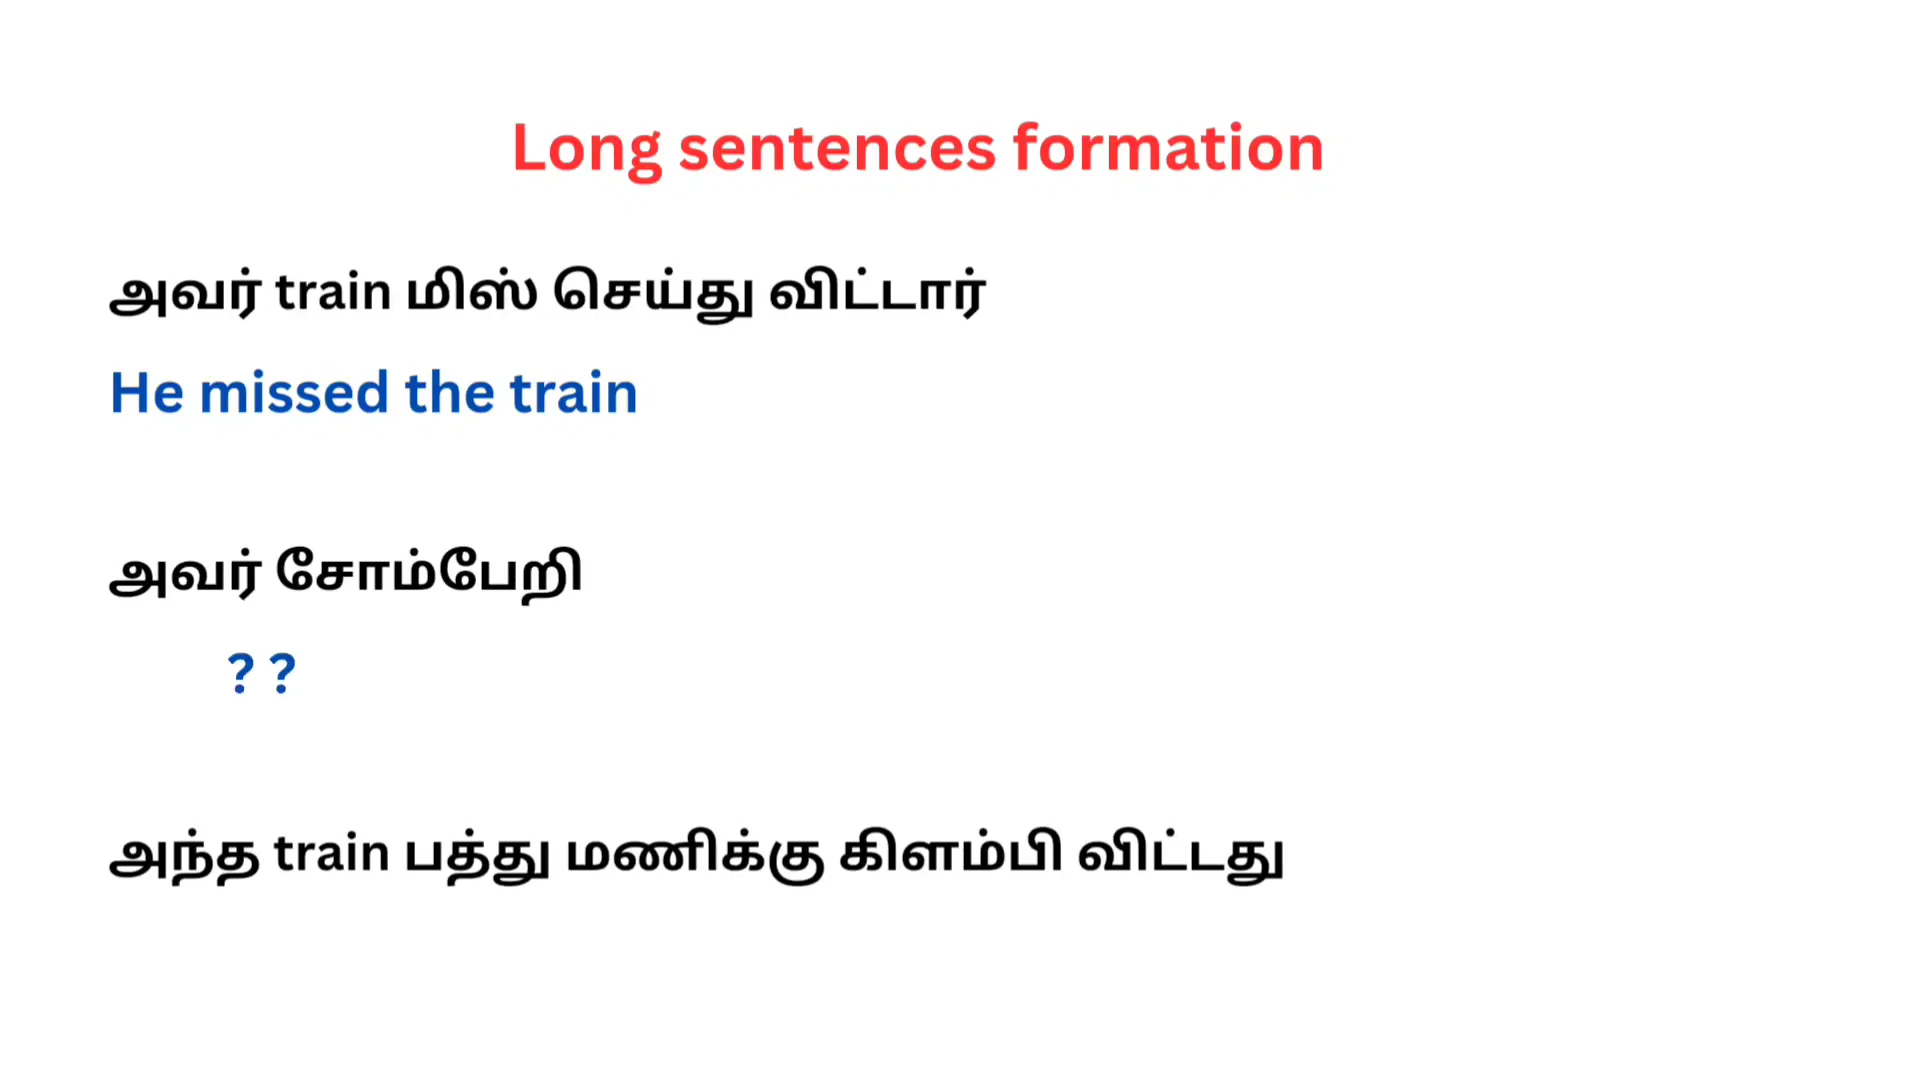 Long sentences formation
அவர் train மிஸ் செய்து விட்டார்
He missed the train
அவர் சோம்பேறி
? ?
அந்த train பத்து மணிக்கு கிளம்பி விட்டது